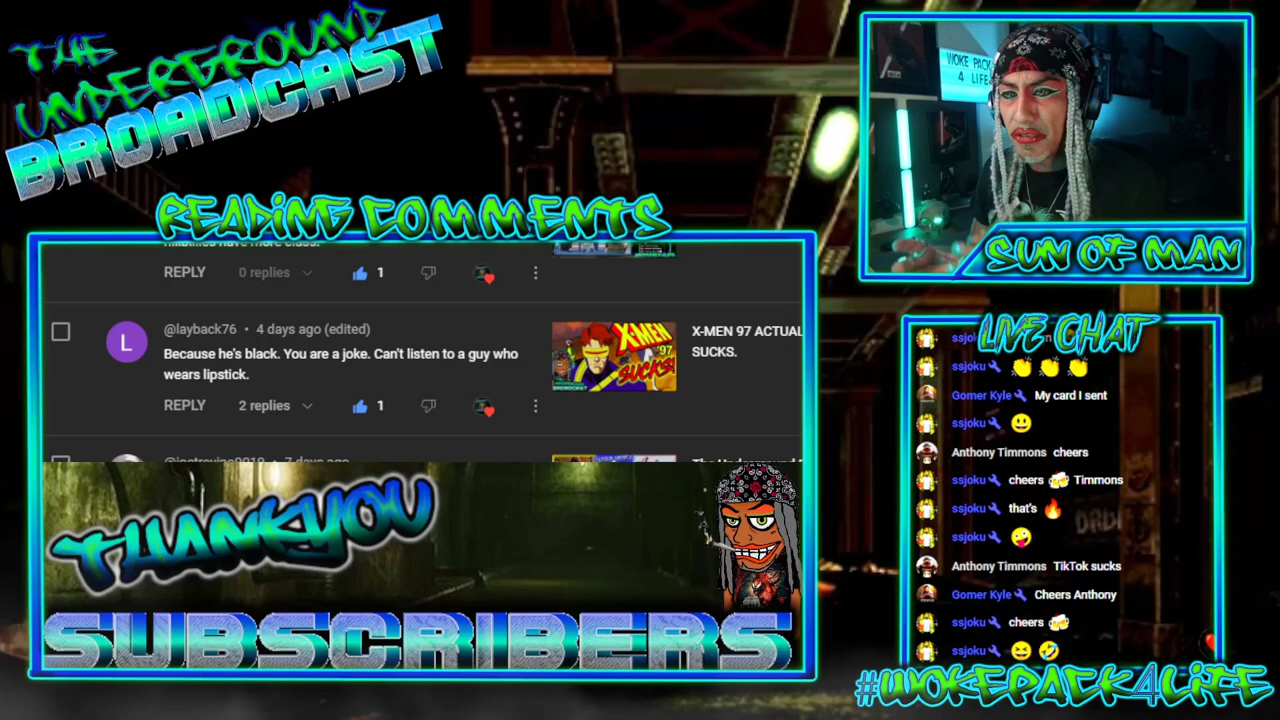 THE
UNDERGROUND
BROADCAST
READING COMMENTS
REPLY 0 replies 1
@layback76 • 4 days ago (edited)
Because he's black. You are a joke. Can't listen to a guy who
wears lipstick.
REPLY 2 replies 1
L
X-MEN
'97
SUCKS!
X-MEN 97 ACTUAL
SUCKS.
THANKYOU
SUBSCRIBERS
WOKE PACK
4 LIFE
SUN OF MAN
LIVE CHAT
ssjoku
Gomer Kyle My card I sent
ssjoku
Anthony Timmons cheers
ssjoku cheers Timmons
ssjoku that's
ssjoku
Anthony Timmons TikTok sucks
Gomer Kyle Cheers Anthony
ssjoku cheers
ssjoku
#WOKEPACK4LIFE